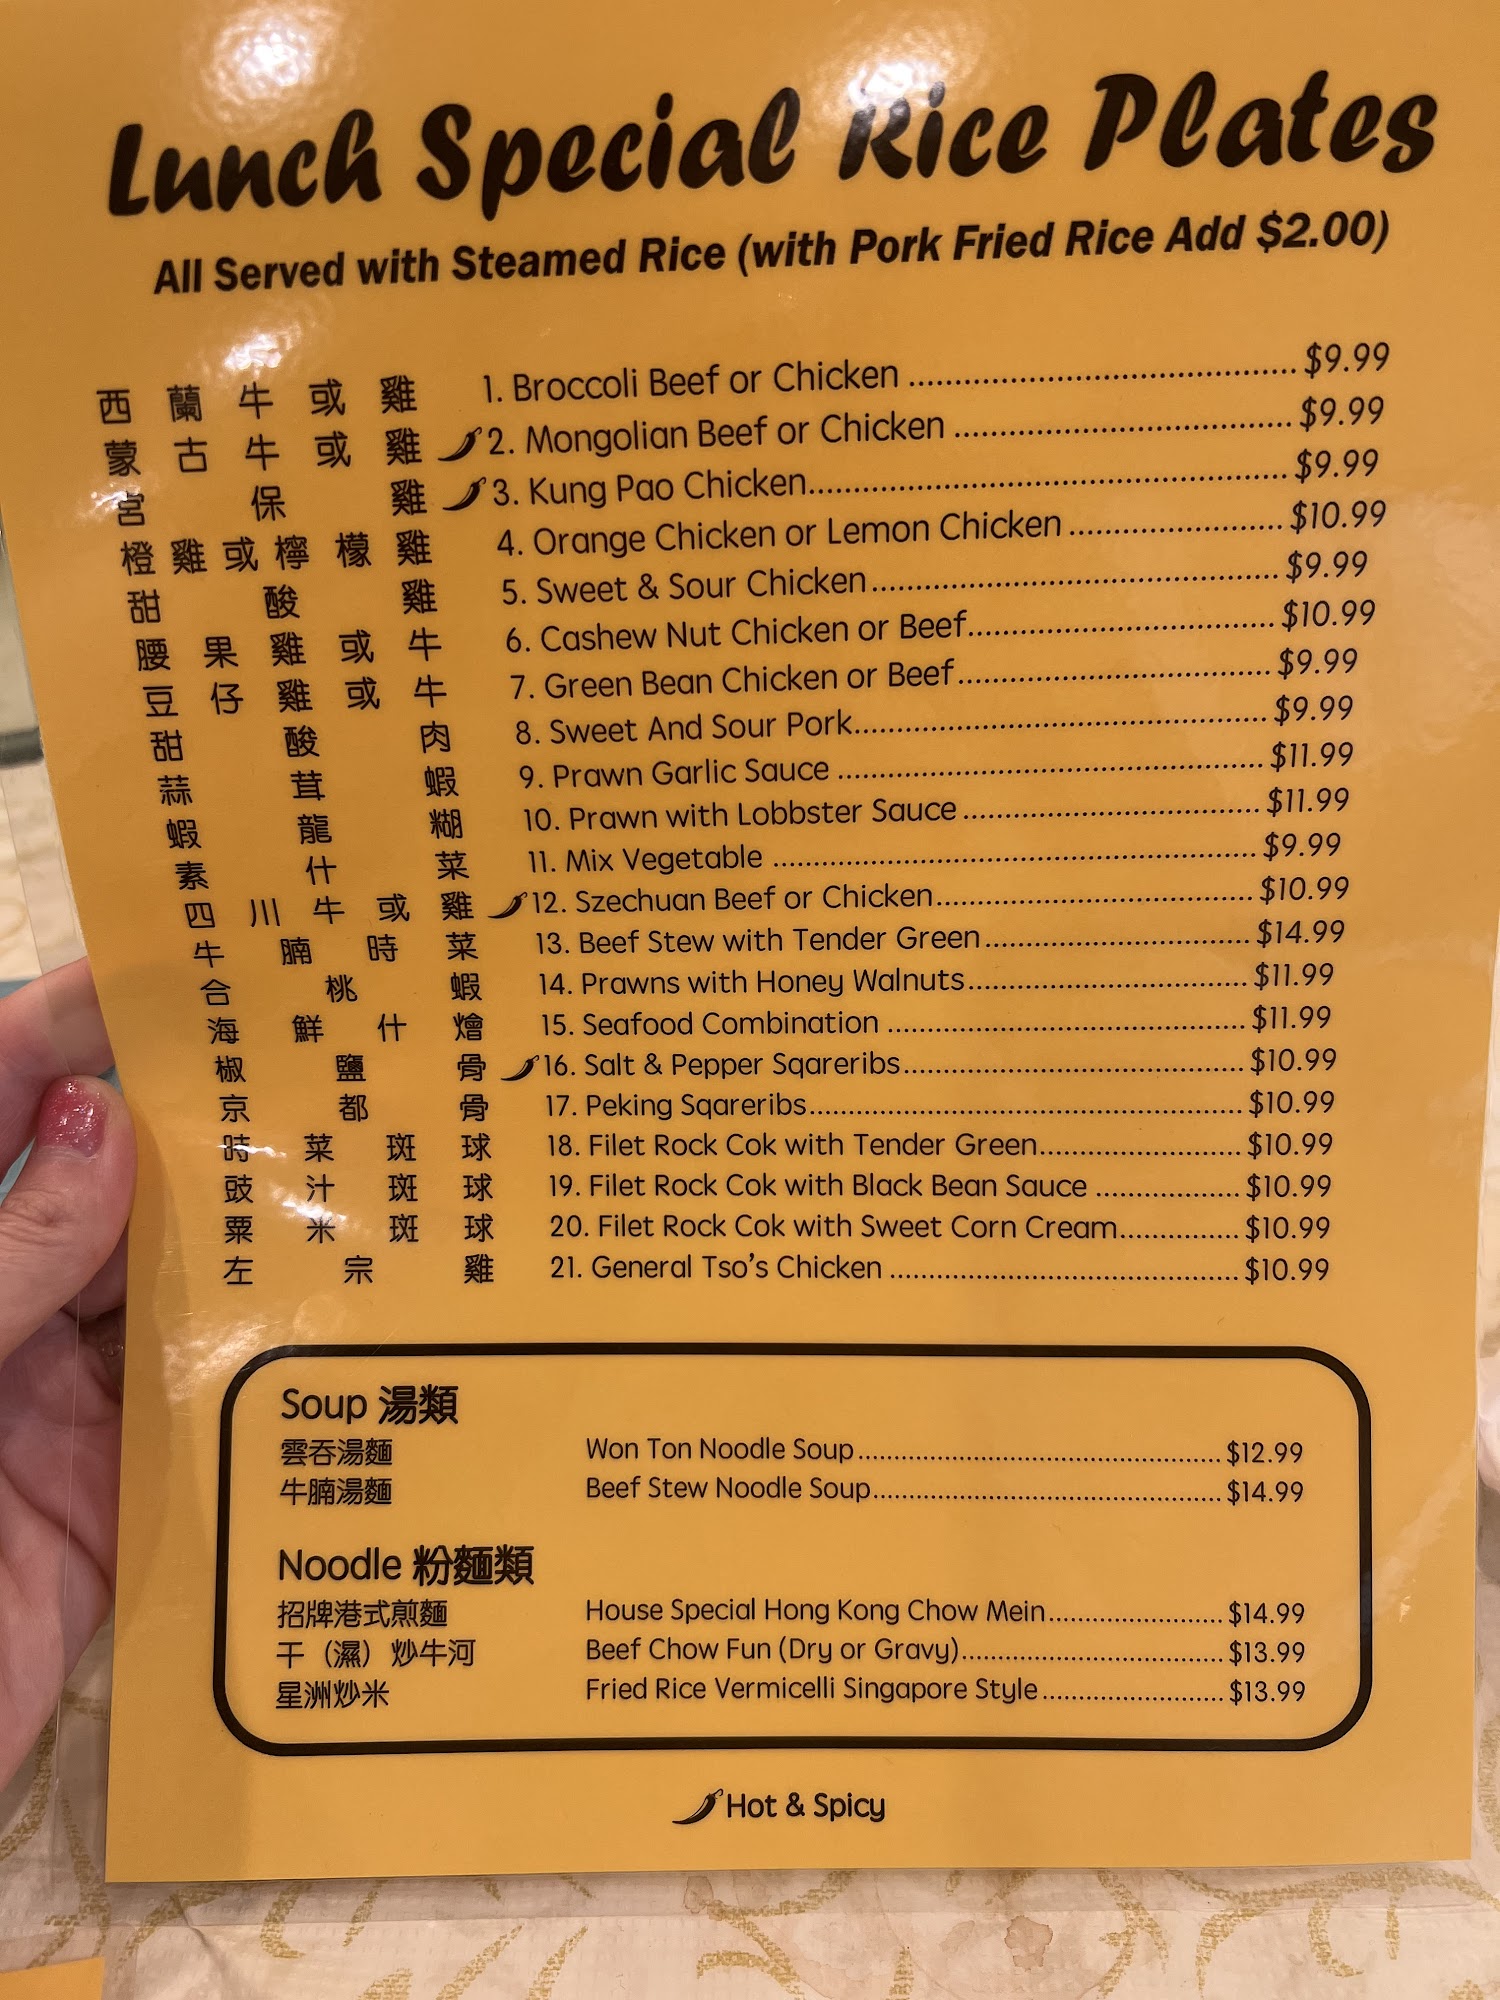 Lunch Special Rice Plates
All Served with Steamed Rice (with Pork Fried Rice Add $2.00)
西蘭牛或雞 1. Broccoli Beef or Chicken ........ $9.99
蒙古牛或雞 2. Mongolian Beef or Chicken ........ $9.99
宮保雞 3. Kung Pao Chicken........ $9.99
橙雞或檸檬雞 4. Orange Chicken or Lemon Chicken ........ $10.99
甜酸雞 5. Sweet & Sour Chicken........ $9.99
腰果雞或牛 6. Cashew Nut Chicken or Beef........ $10.99
豆仔雞或牛 7. Green Bean Chicken or Beef........ $9.99
甜酸肉 8. Sweet And Sour Pork........ $9.99
蒜茸蝦 9. Prawn Garlic Sauce ........ $11.99
蝦龍糊 10. Prawn with Lobbster Sauce ........ $11.99
素什菜 11. Mix Vegetable ........ $9.99
四川牛或雞 12. Szechuan Beef or Chicken........ $10.99
牛腩時菜 13. Beef Stew with Tender Green........ $14.99
合桃蝦 14. Prawns with Honey Walnuts........ $11.99
海鮮什燴 15. Seafood Combination ........ $11.99
椒鹽骨 16. Salt & Pepper Sqareribs........ $10.99
京都骨 17. Peking Sqareribs........ $10.99
時菜斑球 18. Filet Rock Cok with Tender Green........ $10.99
豉汁斑球 19. Filet Rock Cok with Black Bean Sauce ........ $10.99
粟米斑球 20. Filet Rock Cok with Sweet Corn Cream........ $10.99
左宗雞 21. General Tso's Chicken ........ $10.99
Soup 湯類
雲吞湯麵 Won Ton Noodle Soup........ $12.99
牛腩湯麵 Beef Stew Noodle Soup........ $14.99
Noodle 粉麵類
招牌港式煎麵 House Special Hong Kong Chow Mein........ $14.99
干（濕）炒牛河 Beef Chow Fun (Dry or Gravy)........ $13.99
星洲炒米 Fried Rice Vermicelli Singapore Style........ $13.99
Hot & Spicy